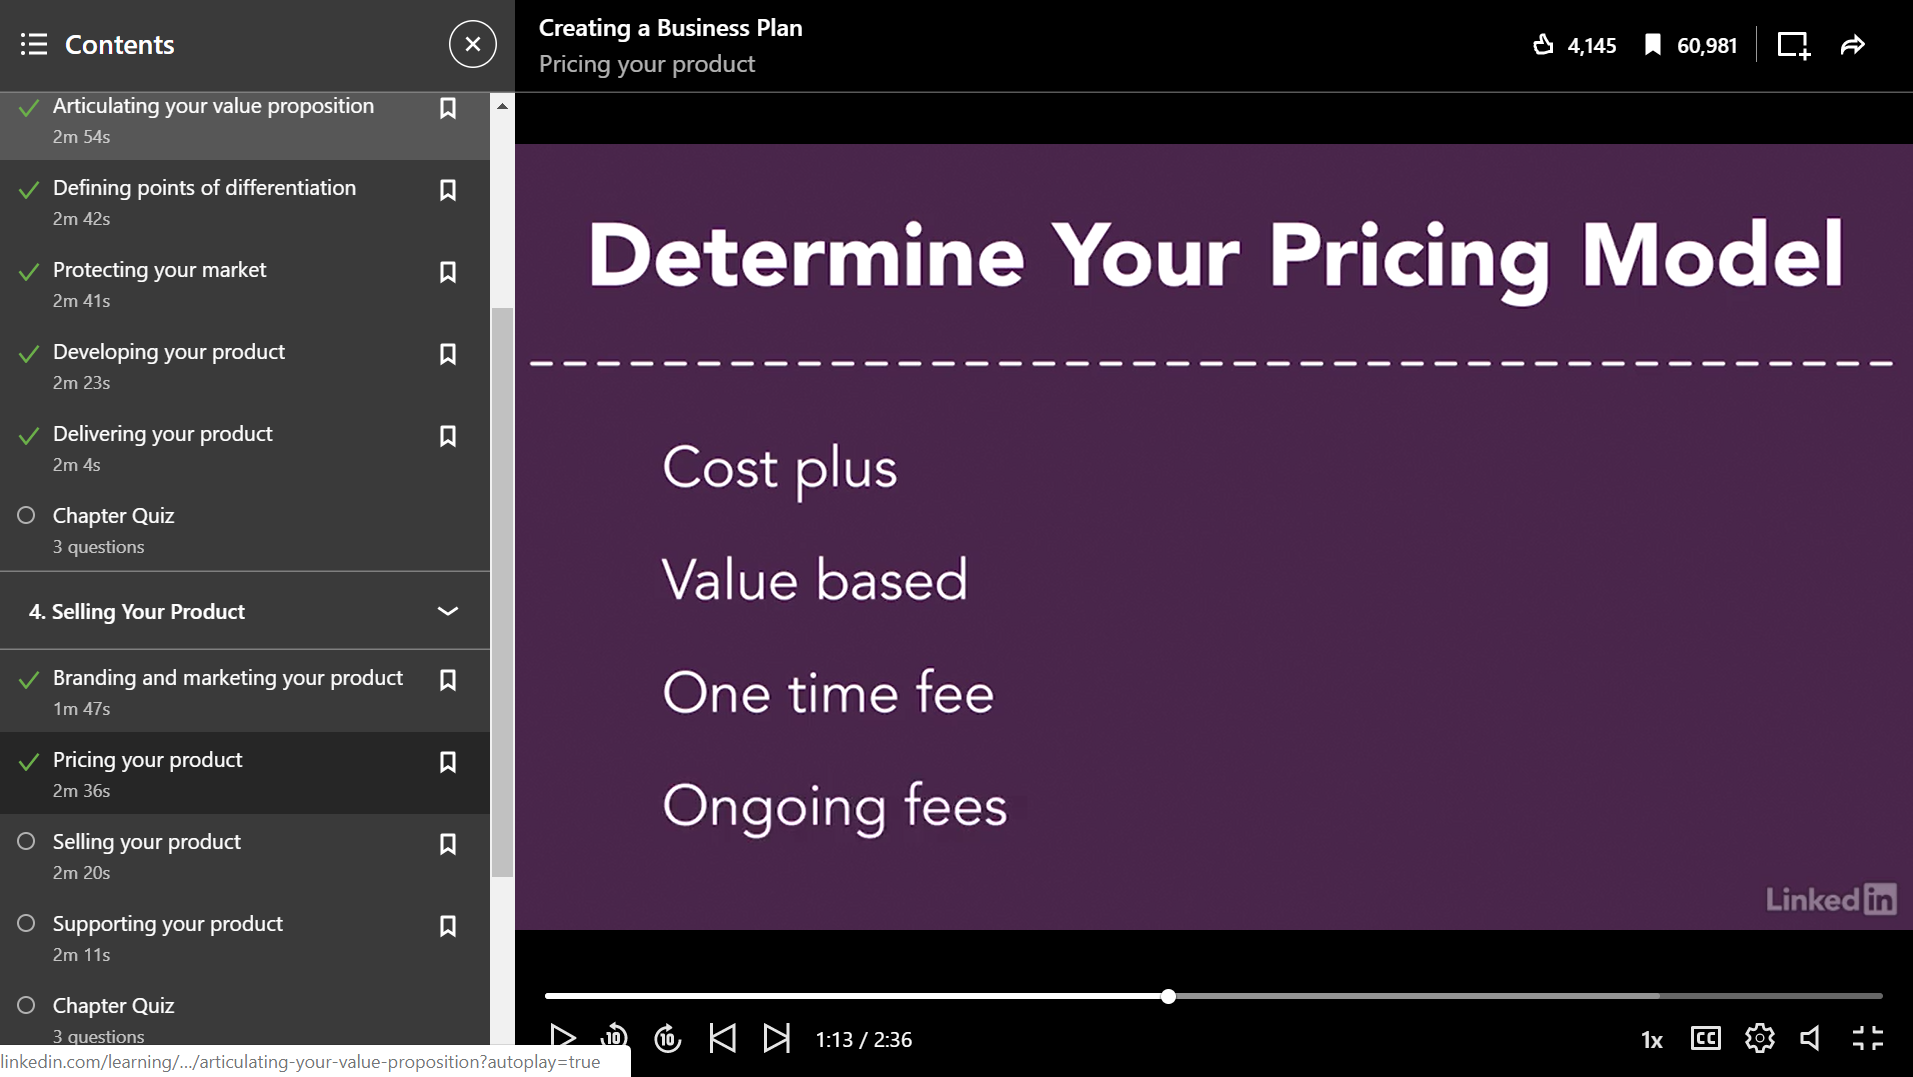 Contents
Articulating your value proposition
2m 54s
Defining points of differentiation
2m 42s
Protecting your market
2m 41s
Developing your product
2m 23s
Delivering your product
2m 4s
Chapter Quiz
3 questions
4. Selling Your Product
Branding and marketing your product
1m 47s
Pricing your product
2m 36s
Selling your product
2m 20s
Supporting your product
2m 11s
Chapter Quiz
3 questions
linkedin.com/learning/.../articulating-your-value-proposition?autoplay=true
Creating a Business Plan
Pricing your product
4,145
60,981
Determine Your Pricing Model
Cost plus
Value based
One time fee
Ongoing fees
Linked in
10
10
1:13 / 2:36
1x
CC